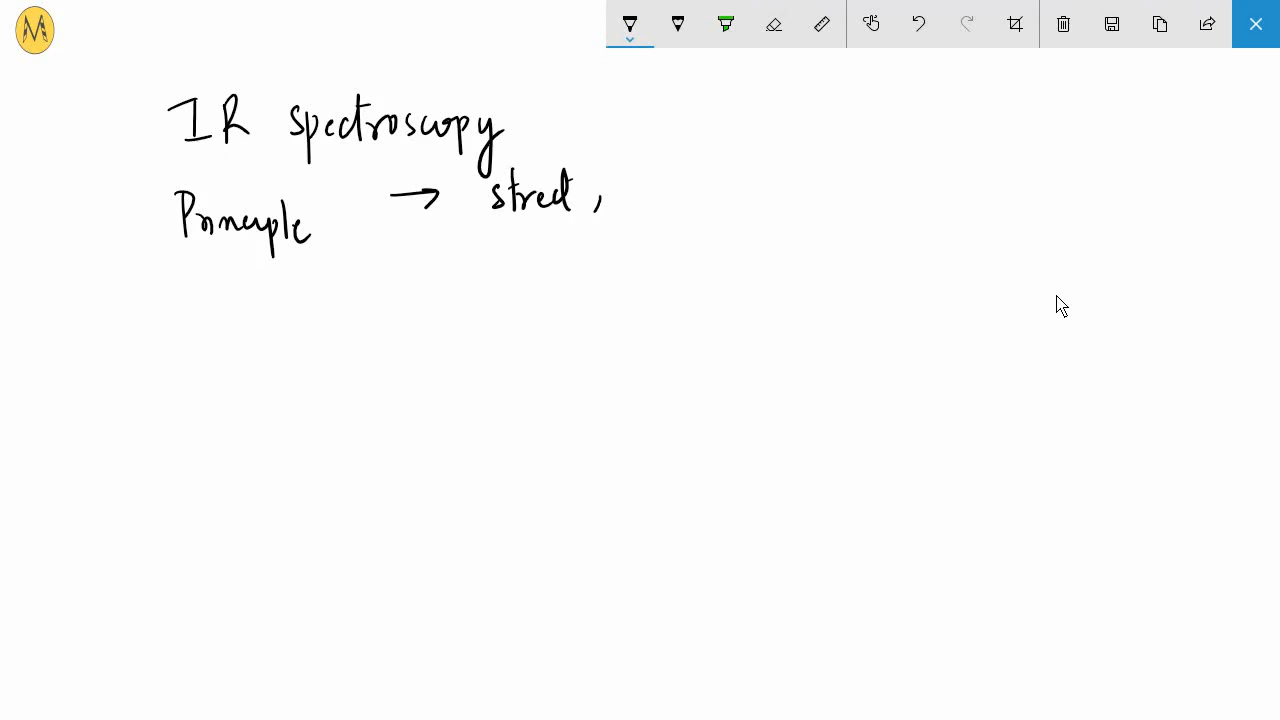 M
IR spectroscopy
Principle → stret,